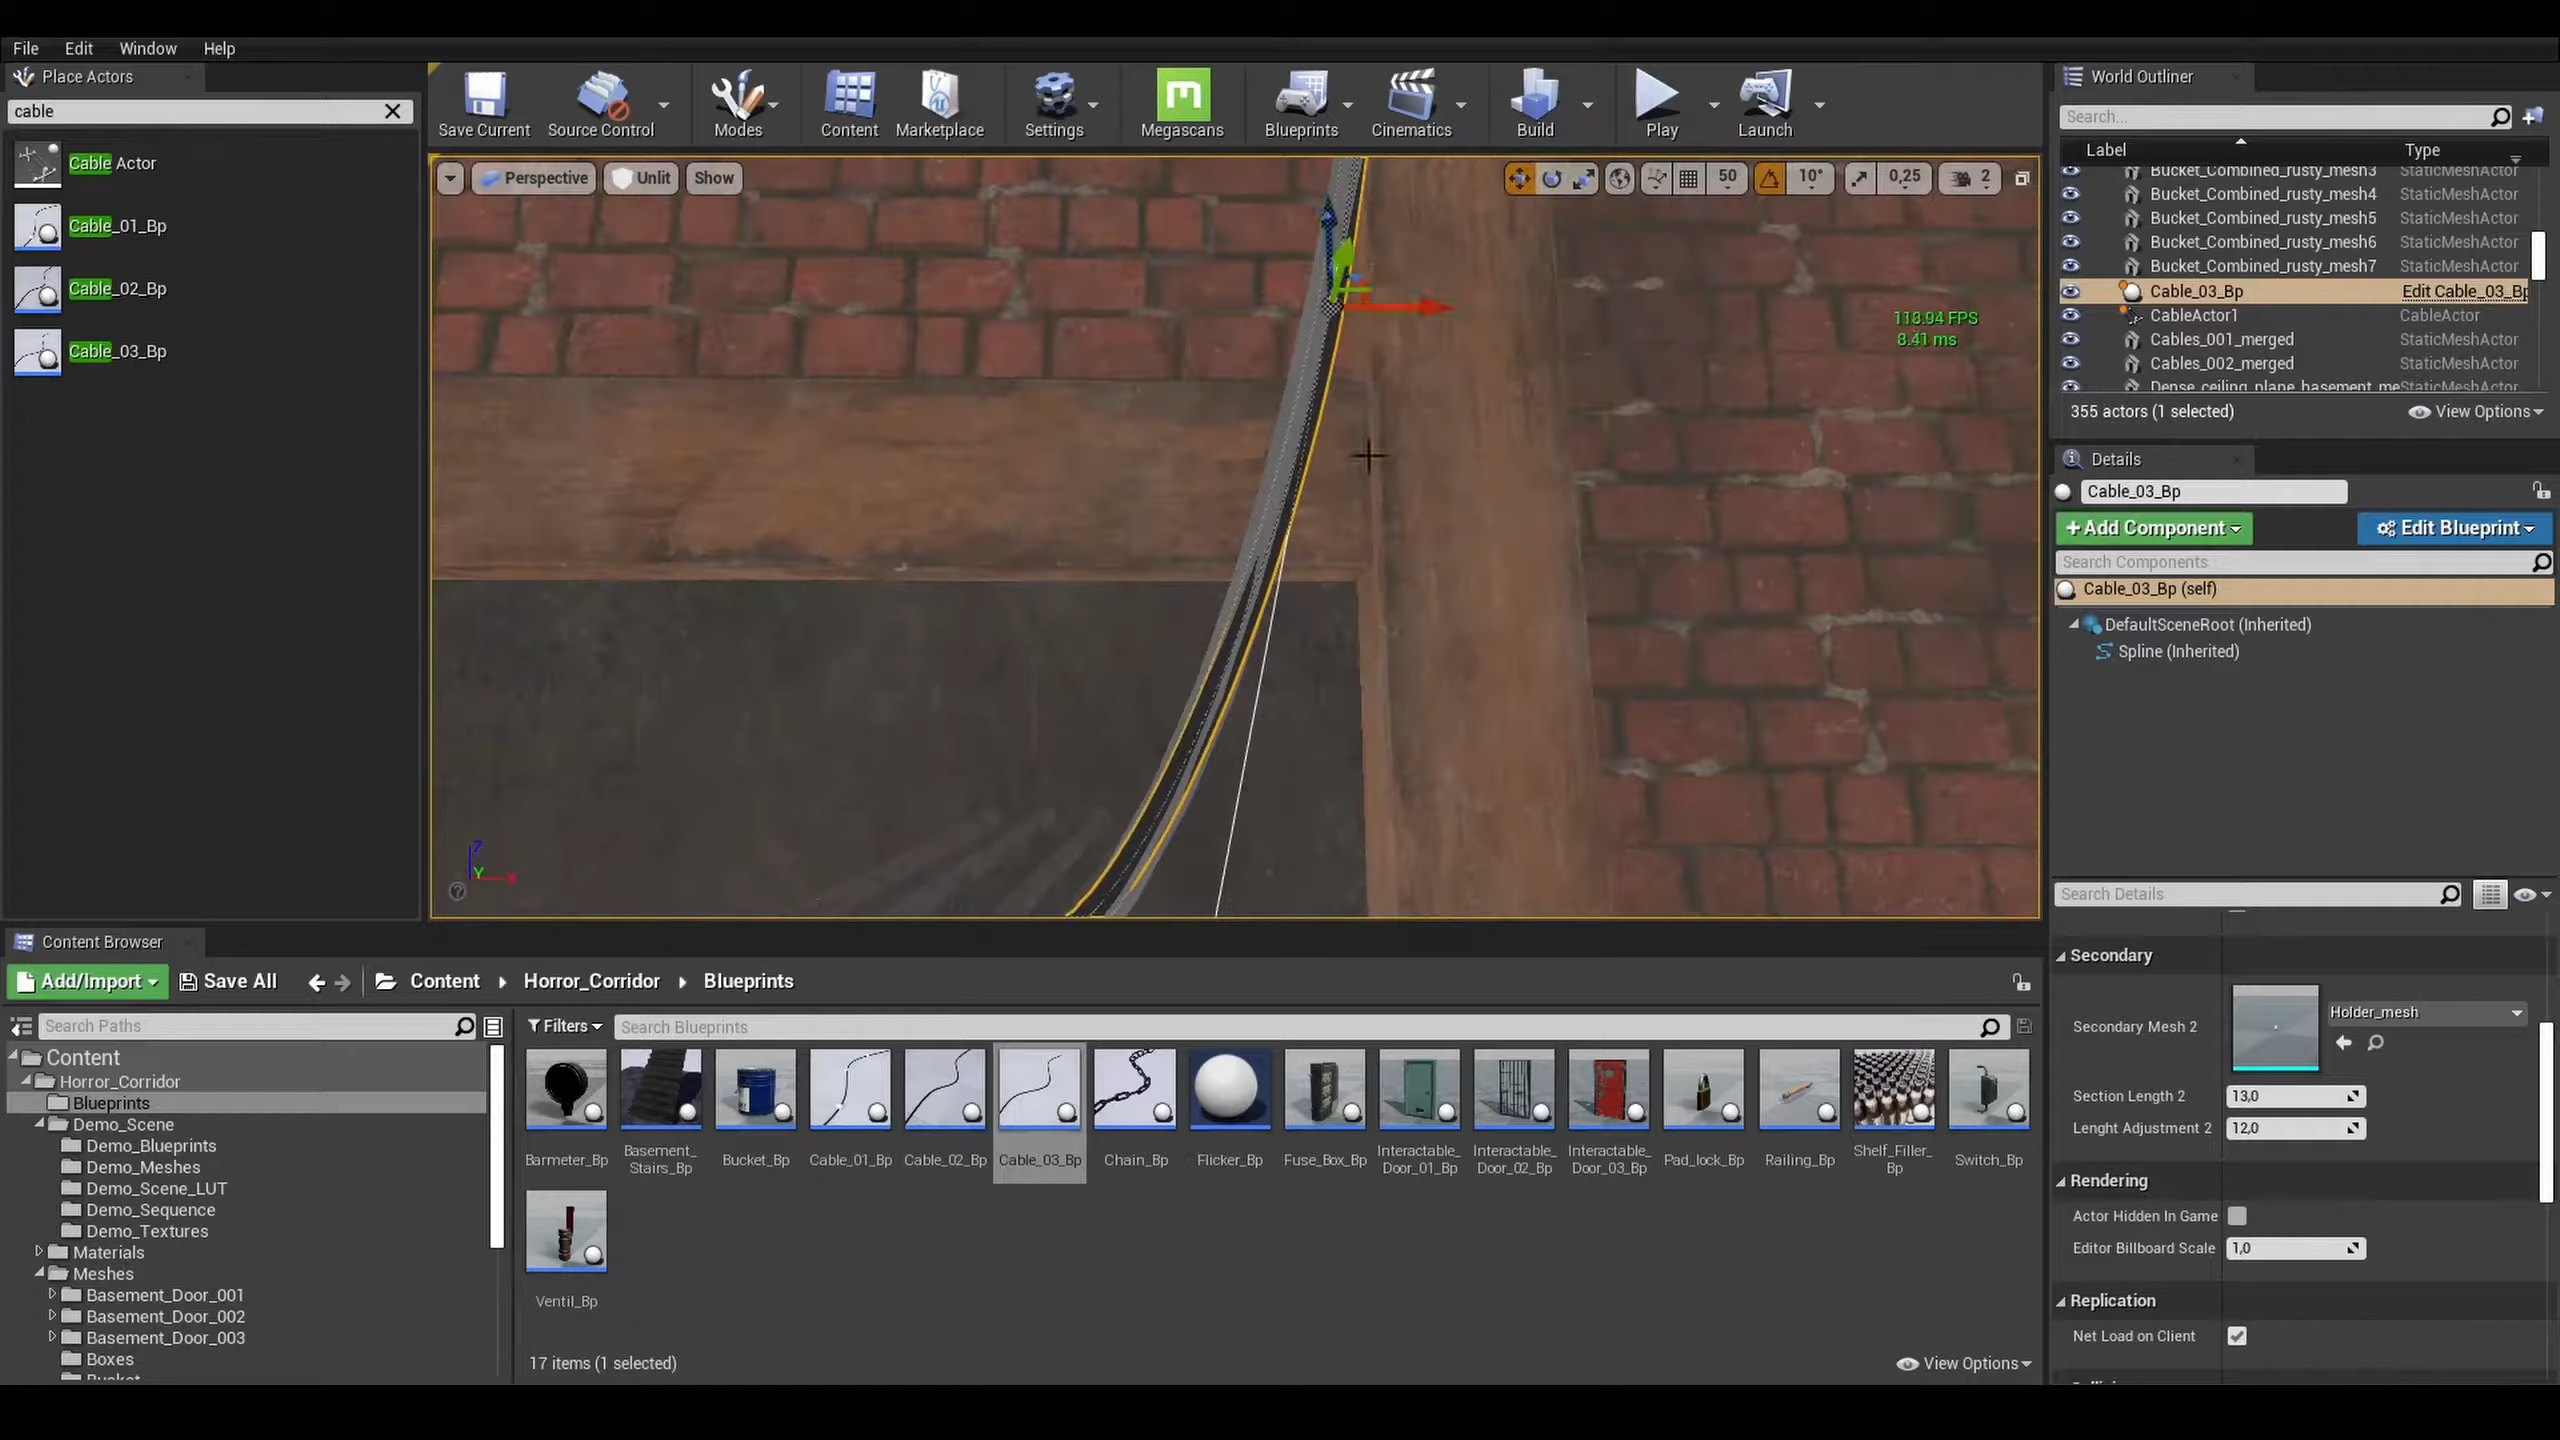 File Edit Window Help
Place Actors
cable
Cable Actor
Cable_01_Bp
Cable_02_Bp
Cable_03_Bp
Save Current
Source Control
Modes
Content
Marketplace
Settings
Megascans
Blueprints
Cinematics
Build
Play
Launch
Perspective
Unlit
Show
50
10°
0,25
2
118.94 FPS
8.41 ms
Z
Y
World Outliner
Search...
Label Type
Bucket_Combined_rusty_mesh3 StaticMeshActor
Bucket_Combined_rusty_mesh4 StaticMeshActor
Bucket_Combined_rusty_mesh5 StaticMeshActor
Bucket_Combined_rusty_mesh6 StaticMeshActor
Bucket_Combined_rusty_mesh7 StaticMeshActor
Cable_03_Bp Edit Cable_03_Bp
CableActor1 CableActor
Cables_001_merged StaticMeshActor
Cables_002_merged StaticMeshActor
Dense_ceiling_plane_basement_me StaticMeshActor
355 actors (1 selected) View Options
Details
Cable_03_Bp
+Add Component Edit Blueprint
Search Components
Cable_03_Bp (self)
DefaultSceneRoot (Inherited)
Spline (Inherited)
Search Details
Secondary
Secondary Mesh 2 Holder_mesh
Section Length 2 13,0
Lenght Adjustment 2 12,0
Rendering
Actor Hidden In Game
Editor Billboard Scale 1,0
Replication
Net Load on Client
Content Browser
Add/Import Save All Content Horror_Corridor Blueprints
Search Paths
Content
Horror_Corridor
Blueprints
Demo_Scene
Demo_Blueprints
Demo_Meshes
Demo_Scene_LUT
Demo_Sequence
Demo_Textures
Materials
Meshes
Basement_Door_001
Basement_Door_002
Basement_Door_003
Boxes
Filters Search Blueprints
Barmeter_Bp
Basement_
Stairs_Bp
Bucket_Bp
Cable_01_Bp
Cable_02_Bp
Cable_03_Bp
Chain_Bp
Flicker_Bp
Fuse_Box_Bp
Interactable_
Door_01_Bp
Interactable_
Door_02_Bp
Interactable_
Door_03_Bp
Pad_lock_Bp
Railing_Bp
Shelf_Filler_
Bp
Switch_Bp
Ventil_Bp
17 items (1 selected) View Options